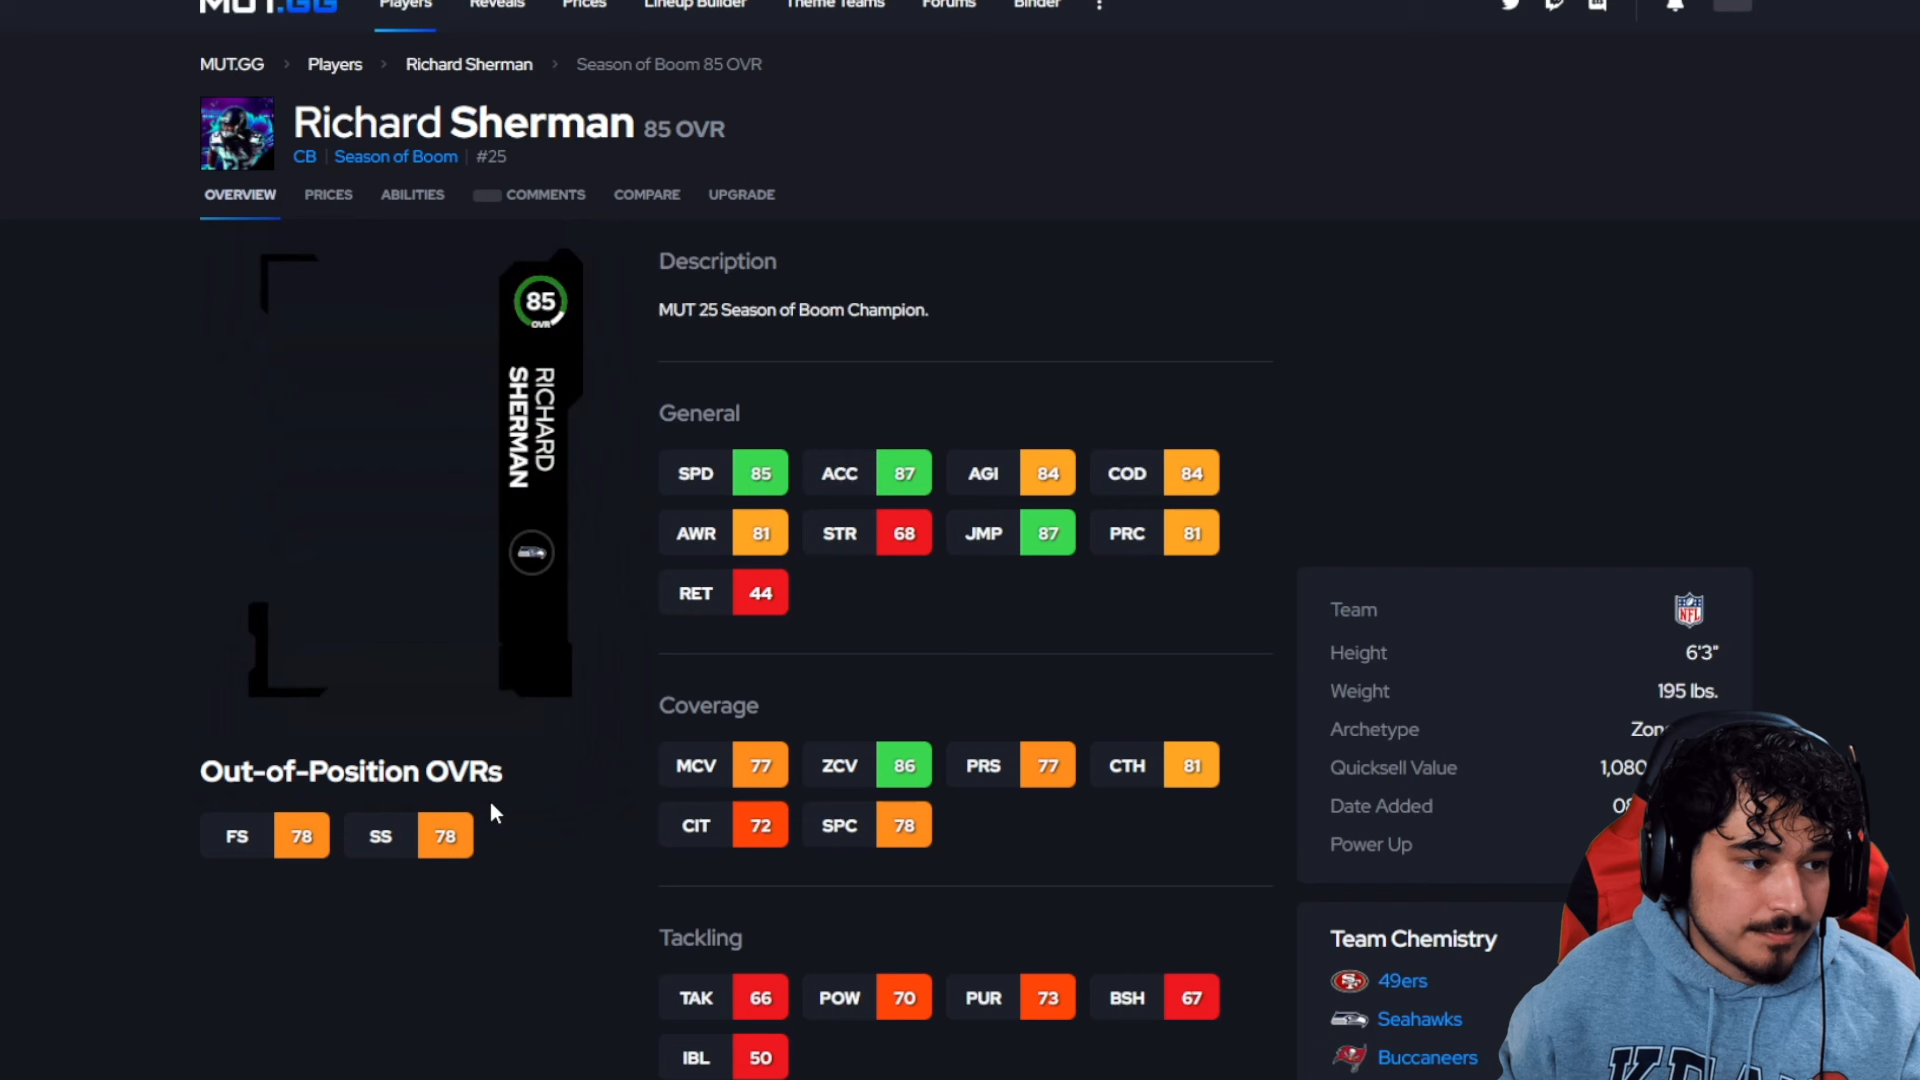 MUT.GG Players Reveals Prices Lineup Builder Theme Teams Forums Binder
MUT.GG > Players > Richard Sherman > Season of Boom 85 OVR
Richard Sherman 85 OVR
CB | Season of Boom | #25
OVERVIEW PRICES ABILITIES COMMENTS COMPARE UPGRADE
85
OVR
RICHARD
SHERMAN
Out-of-Position OVRs
FS 78 SS 78
Description
MUT 25 Season of Boom Champion.
General
SPD 85 ACC 87 AGI 84 COD 84
AWR 81 STR 68 JMP 87 PRC 81
RET 44
Coverage
MCV 77 ZCV 86 PRS 77 CTH 81
CIT 72 SPC 78
Tackling
TAK 66 POW 70 PUR 73 BSH 67
IBL 50
Team NFL
Height 6'3"
Weight 195 lbs.
Archetype
Quicksell Value 1,080
Date Added
Power Up
Team Chemistry
49ers
Seahawks
Buccaneers